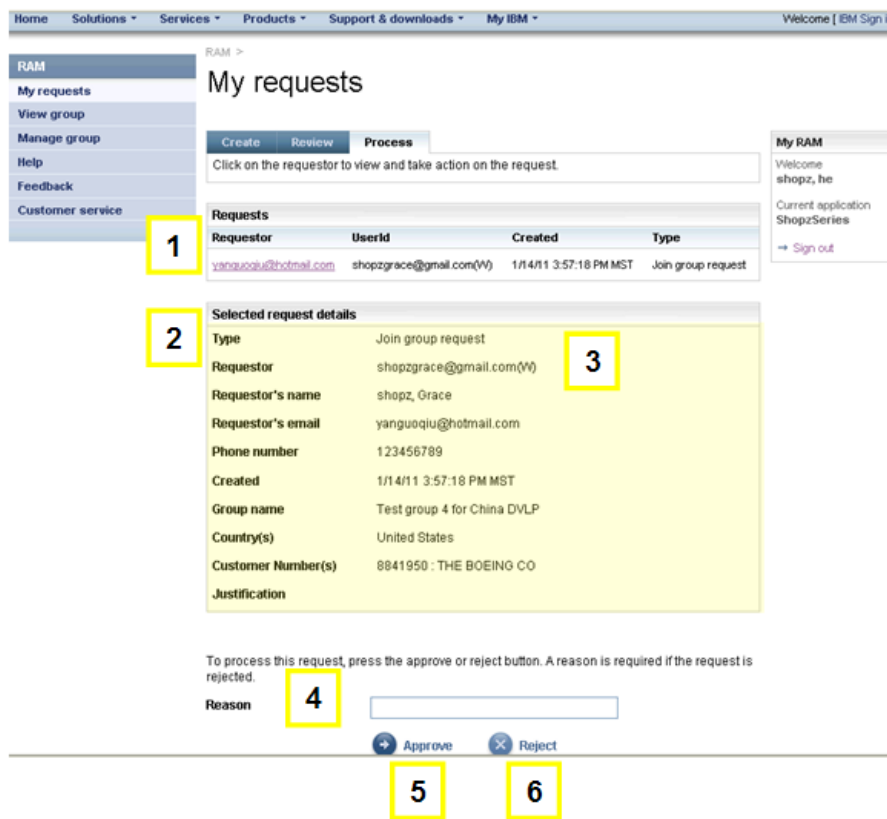 Home Solutions Services Products Support & downloads My IBM Welcome [ IBM Sign i
RAM >
My requests
RAM
My requests
View group
Manage group
Help
Feedback
Customer service
Create Review Process
Click on the requestor to view and take action on the request.
My RAM
Welcome
shopz, he
Current application
ShopzSeries
→ Sign out
1
Requests
Requestor UserId Created Type
yanguoqiu@hotmail.com shopzgrace@gmail.com(W) 1/14/11 3:57:18 PM MST Join group request
2
Selected request details
3
Type Join group request
Requestor shopzgrace@gmail.com(W)
Requestor's name shopz, Grace
Requestor's email yanguoqiu@hotmail.com
Phone number 123456789
Created 1/14/11 3:57:18 PM MST
Group name Test group 4 for China DVLP
Country(s) United States
Customer Number(s) 8841950 : THE BOEING CO
Justification
To process this request, press the approve or reject button. A reason is required if the request is
rejected.
Reason 4
Approve Reject
5 6